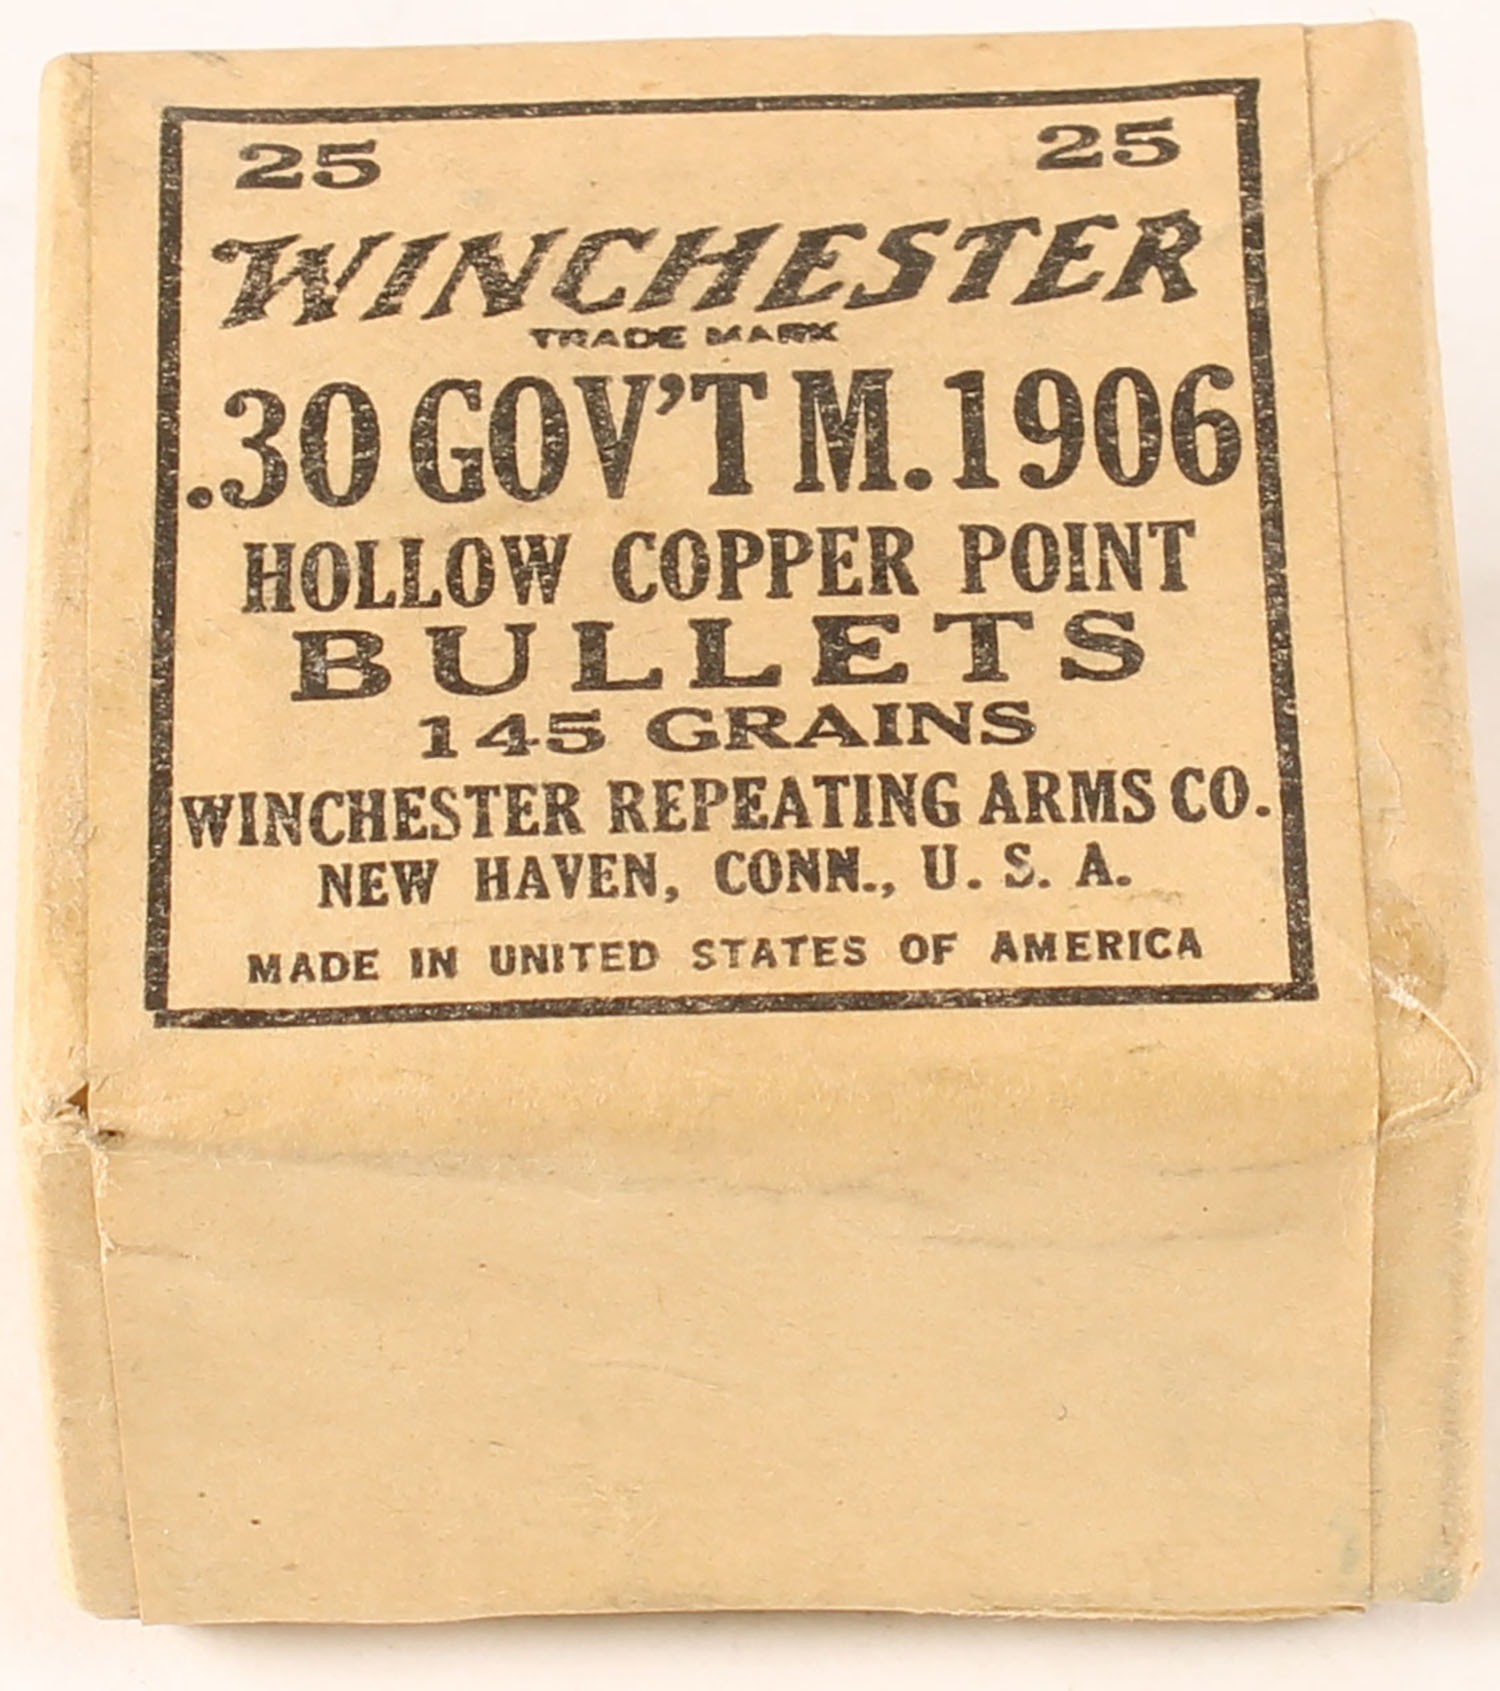 25 25
WINCHESTER
TRADE MARK
.30 GOV'T M. 1906
HOLLOW COPPER POINT
BULLETS
145 GRAINS
WINCHESTER REPEATING ARMS CO.
NEW HAVEN, CONN., U. S. A.
MADE IN UNITED STATES OF AMERICA